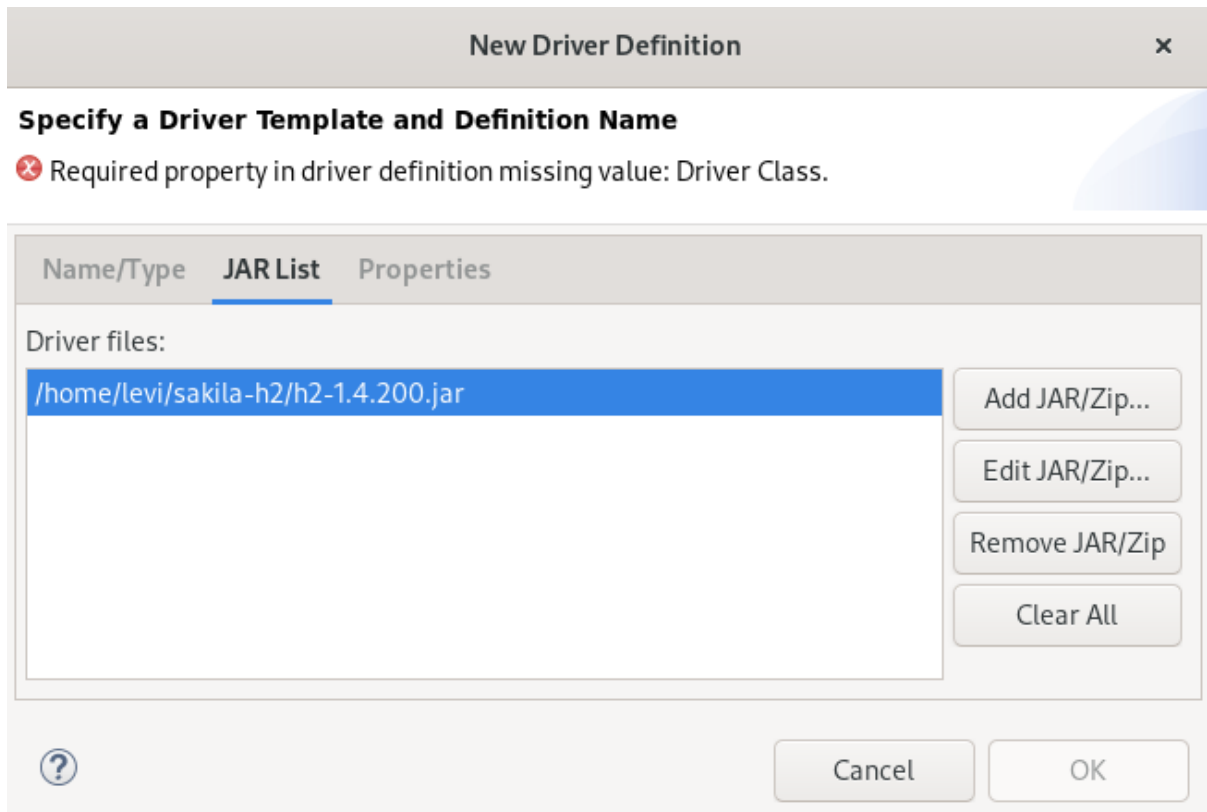 New Driver Definition
Specify a Driver Template and Definition Name
Required property in driver definition missing value: Driver Class.
Name/Type JAR List Properties
Driver files:
/home/levi/sakila-h2/h2-1.4.200.jar
Add JAR/Zip...
Edit JAR/Zip...
Remove JAR/Zip
Clear All
Cancel OK